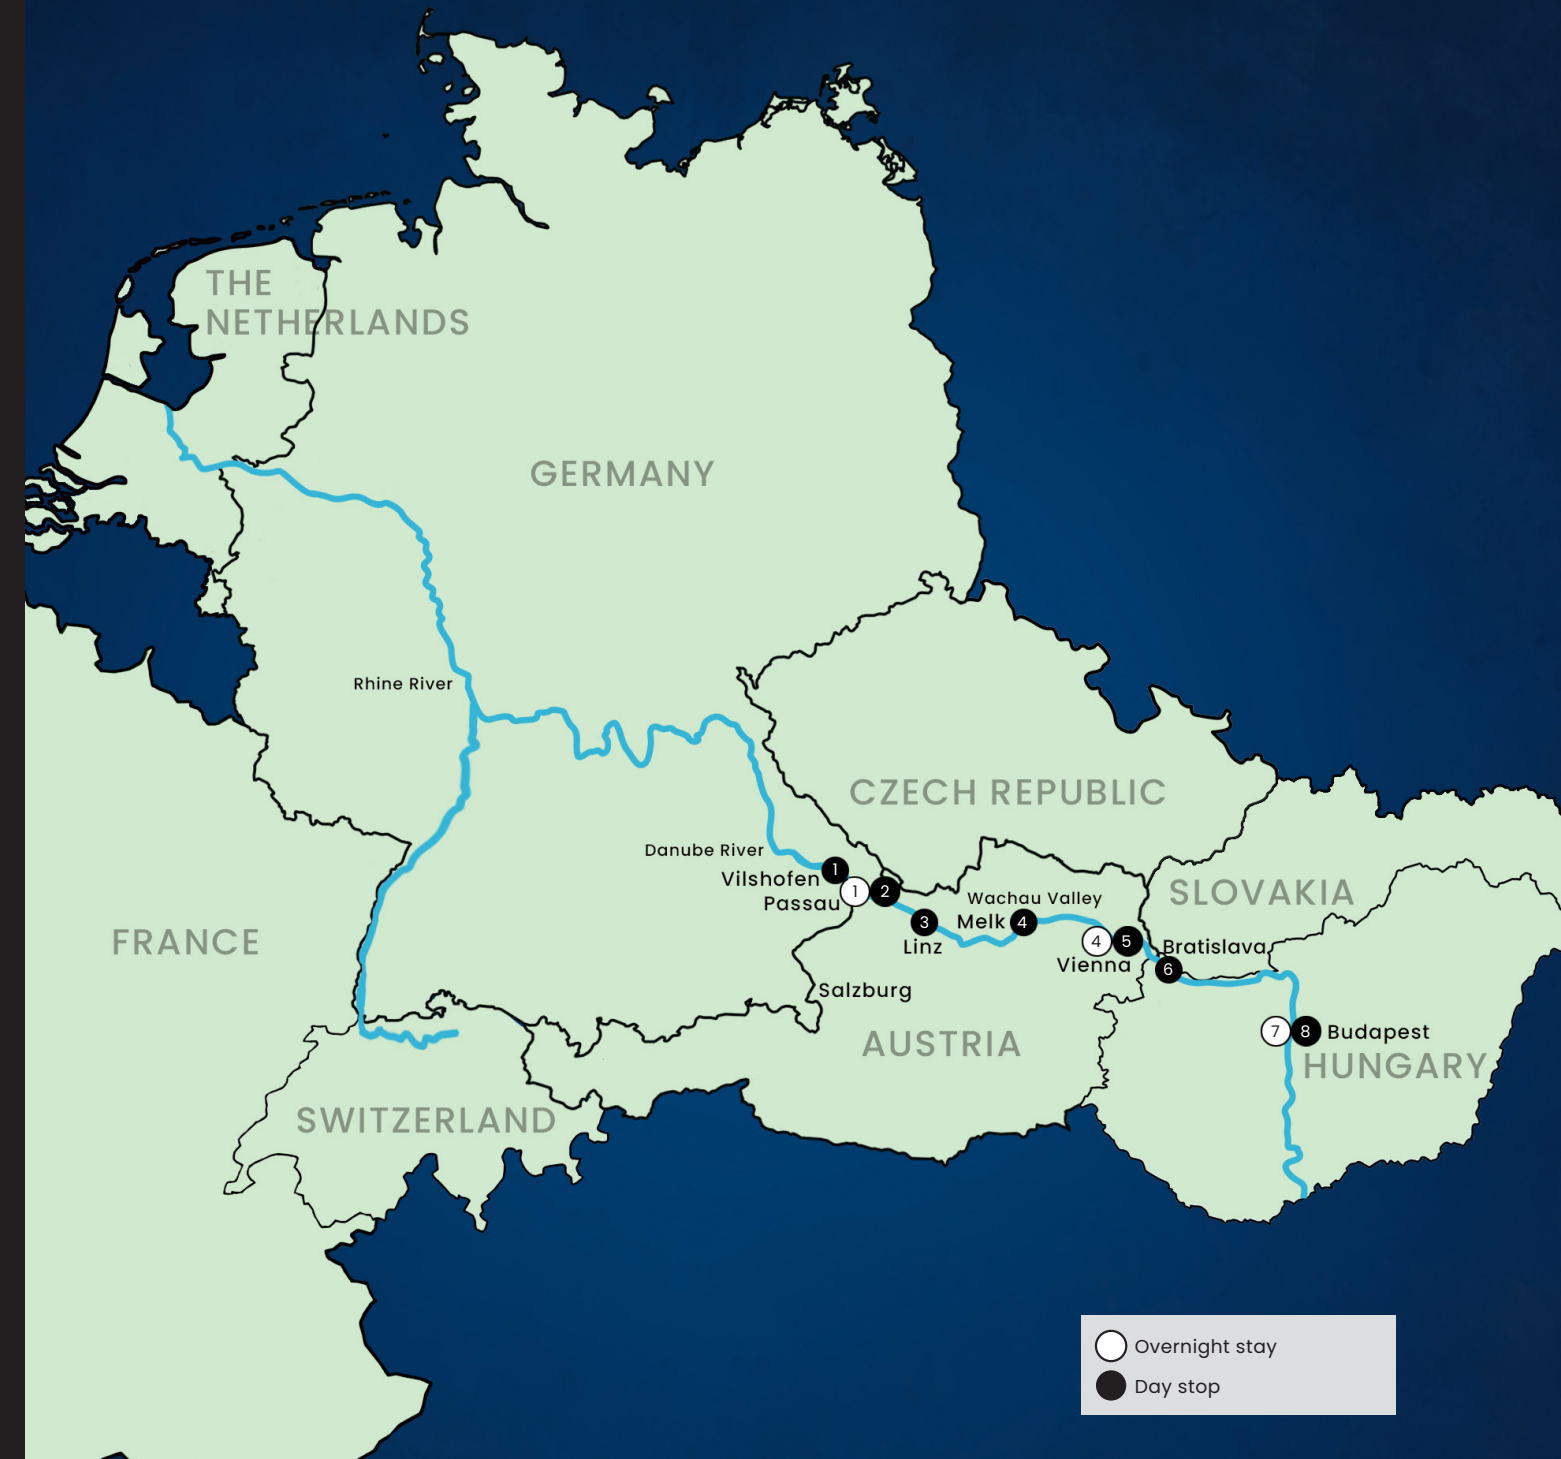 THE
NETHERLANDS
GERMANY
Rhine River
CZECH REPUBLIC
Danube River
1
Vilshofen
1
2
Passau
SLOVAKIA
Wachau Valley
3
Melk
4
Linz
FRANCE
4
5
Vienna
Bratislava
6
Salzburg
AUSTRIA
7
8
Budapest
HUNGARY
SWITZERLAND
Overnight stay
Day stop